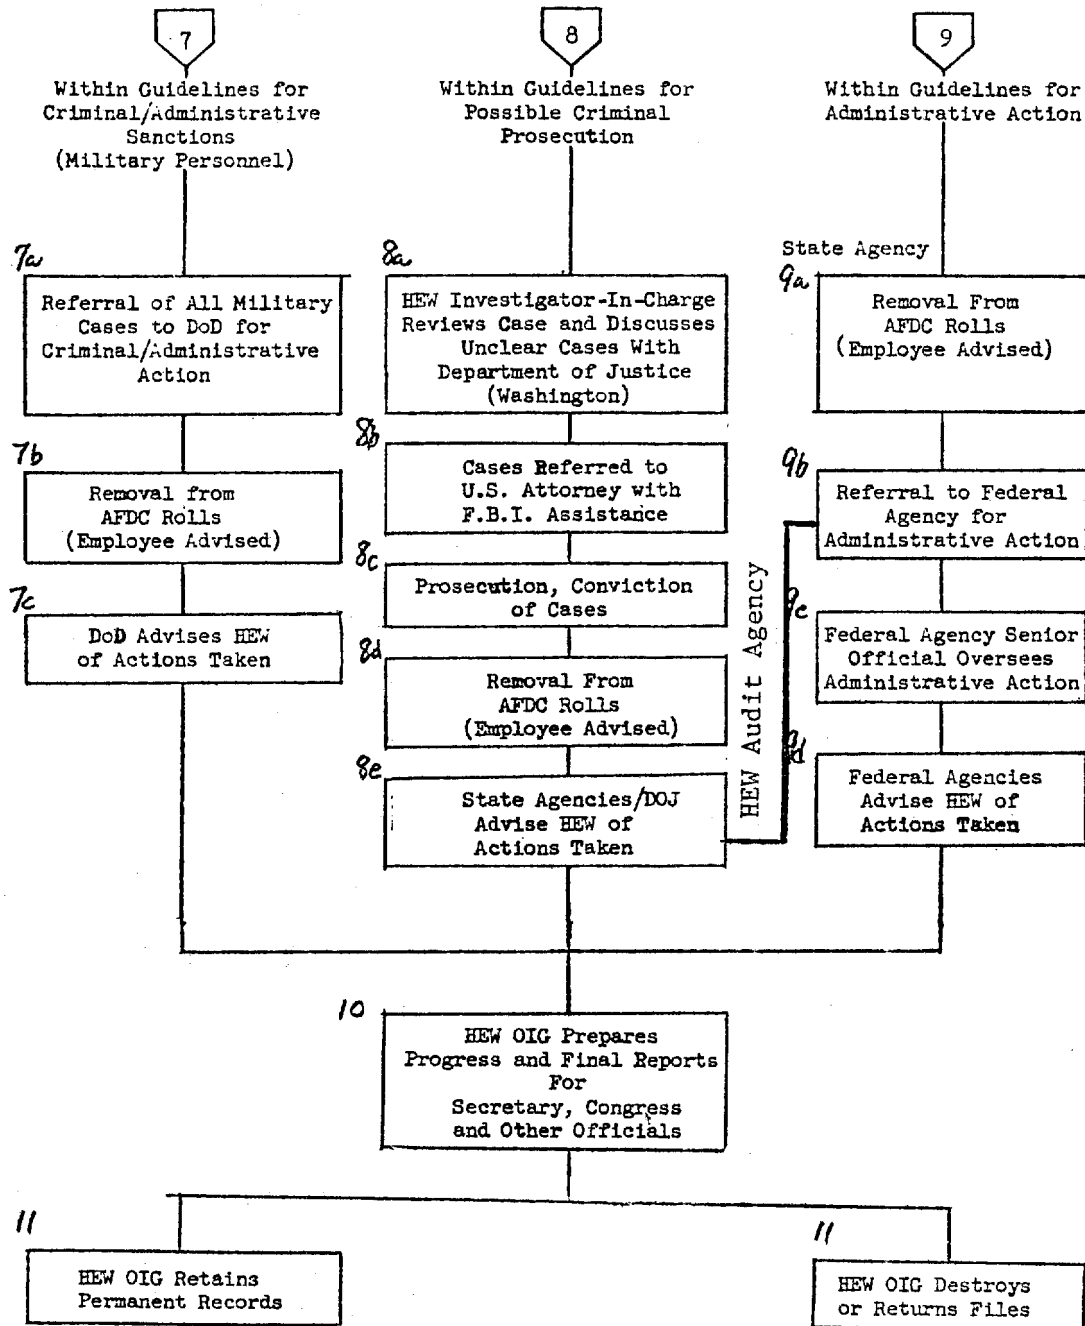 7
Within Guidelines for
Criminal/Administrative
Sanctions
(Military Personnel)
7a
Referral of All Military
Cases to DoD for
Criminal/Administrative
Action
7b
Removal from
AFDC Rolls
(Employee Advised)
7c
DoD Advises HEW
of Actions Taken
8
Within Guidelines for
Possible Criminal
Prosecution
8a
HEW Investigator-In-Charge
Reviews Case and Discusses
Unclear Cases With
Department of Justice
(Washington)
8b
Cases Referred to
U.S. Attorney with
F.B.I. Assistance
8c
Prosecution, Conviction
of Cases
8d
Removal From
AFDC Rolls
(Employee Advised)
8e
State Agencies/DOJ
Advise HEW of
Actions Taken
HEW Audit Agency
9
Within Guidelines for
Administrative Action
State Agency
9a
Removal From
AFDC Rolls
(Employee Advised)
9b
Referral to Federal
Agency for
Administrative Action
9c
Federal Agency Senior
Official Oversees
Administrative Action
9d
Federal Agencies
Advise HEW of
Actions Taken
10
HEW OIG Prepares
Progress and Final Reports
For
Secretary, Congress
and Other Officials
11
HEW OIG Retains
Permanent Records
11
HEW OIG Destroys
or Returns Files